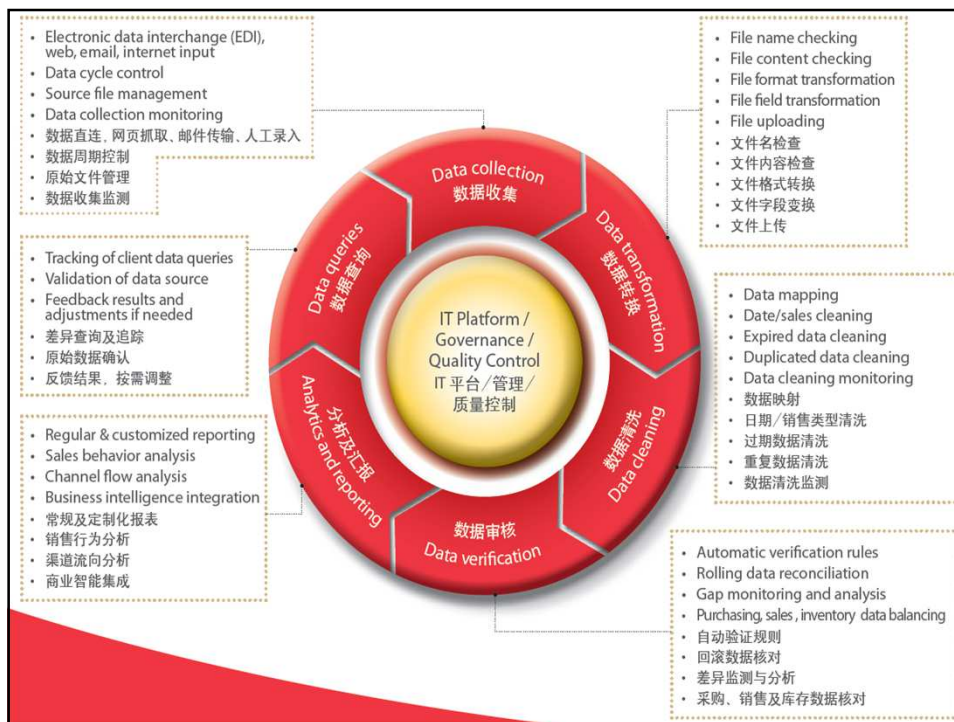 Electronic data interchange (EDI),
web, email, internet input
Data cycle control
Source file management
Data collection monitoring
数据直连、网页抓取、邮件传输、人工录入
数据周期控制
原始文件管理
数据收集监测
File name checking
File content checking
File format transformation
File field transformation
File uploading
文件名检查
文件内容检查
文件格式转换
文件字段变换
文件上传
Data collection
数据收集
Data transformation
数据转换
Data queries
数据查询
Tracking of client data queries
Validation of data source
Feedback results and
adjustments if needed
差异查询及追踪
原始数据确认
反馈结果，按需调整
IT Platform /
Governance /
Quality Control
IT 平台/管理/
质量控制
Data mapping
Date/sales cleaning
Expired data cleaning
Duplicated data cleaning
Data cleaning monitoring
数据映射
日期/销售类型清洗
过期数据清洗
重复数据清洗
数据清洗监测
分析及汇报
Analytics and reporting
数据清洗
Data cleaning
Regular & customized reporting
Sales behavior analysis
Channel flow analysis
Business intelligence integration
常规及定制化报表
销售行为分析
渠道流向分析
商业智能集成
数据审核
Data verification
Automatic verification rules
Rolling data reconciliation
Gap monitoring and analysis
Purchasing, sales , inventory data balancing
自动验证规则
回滚数据核对
差异监测与分析
采购、销售及库存数据核对